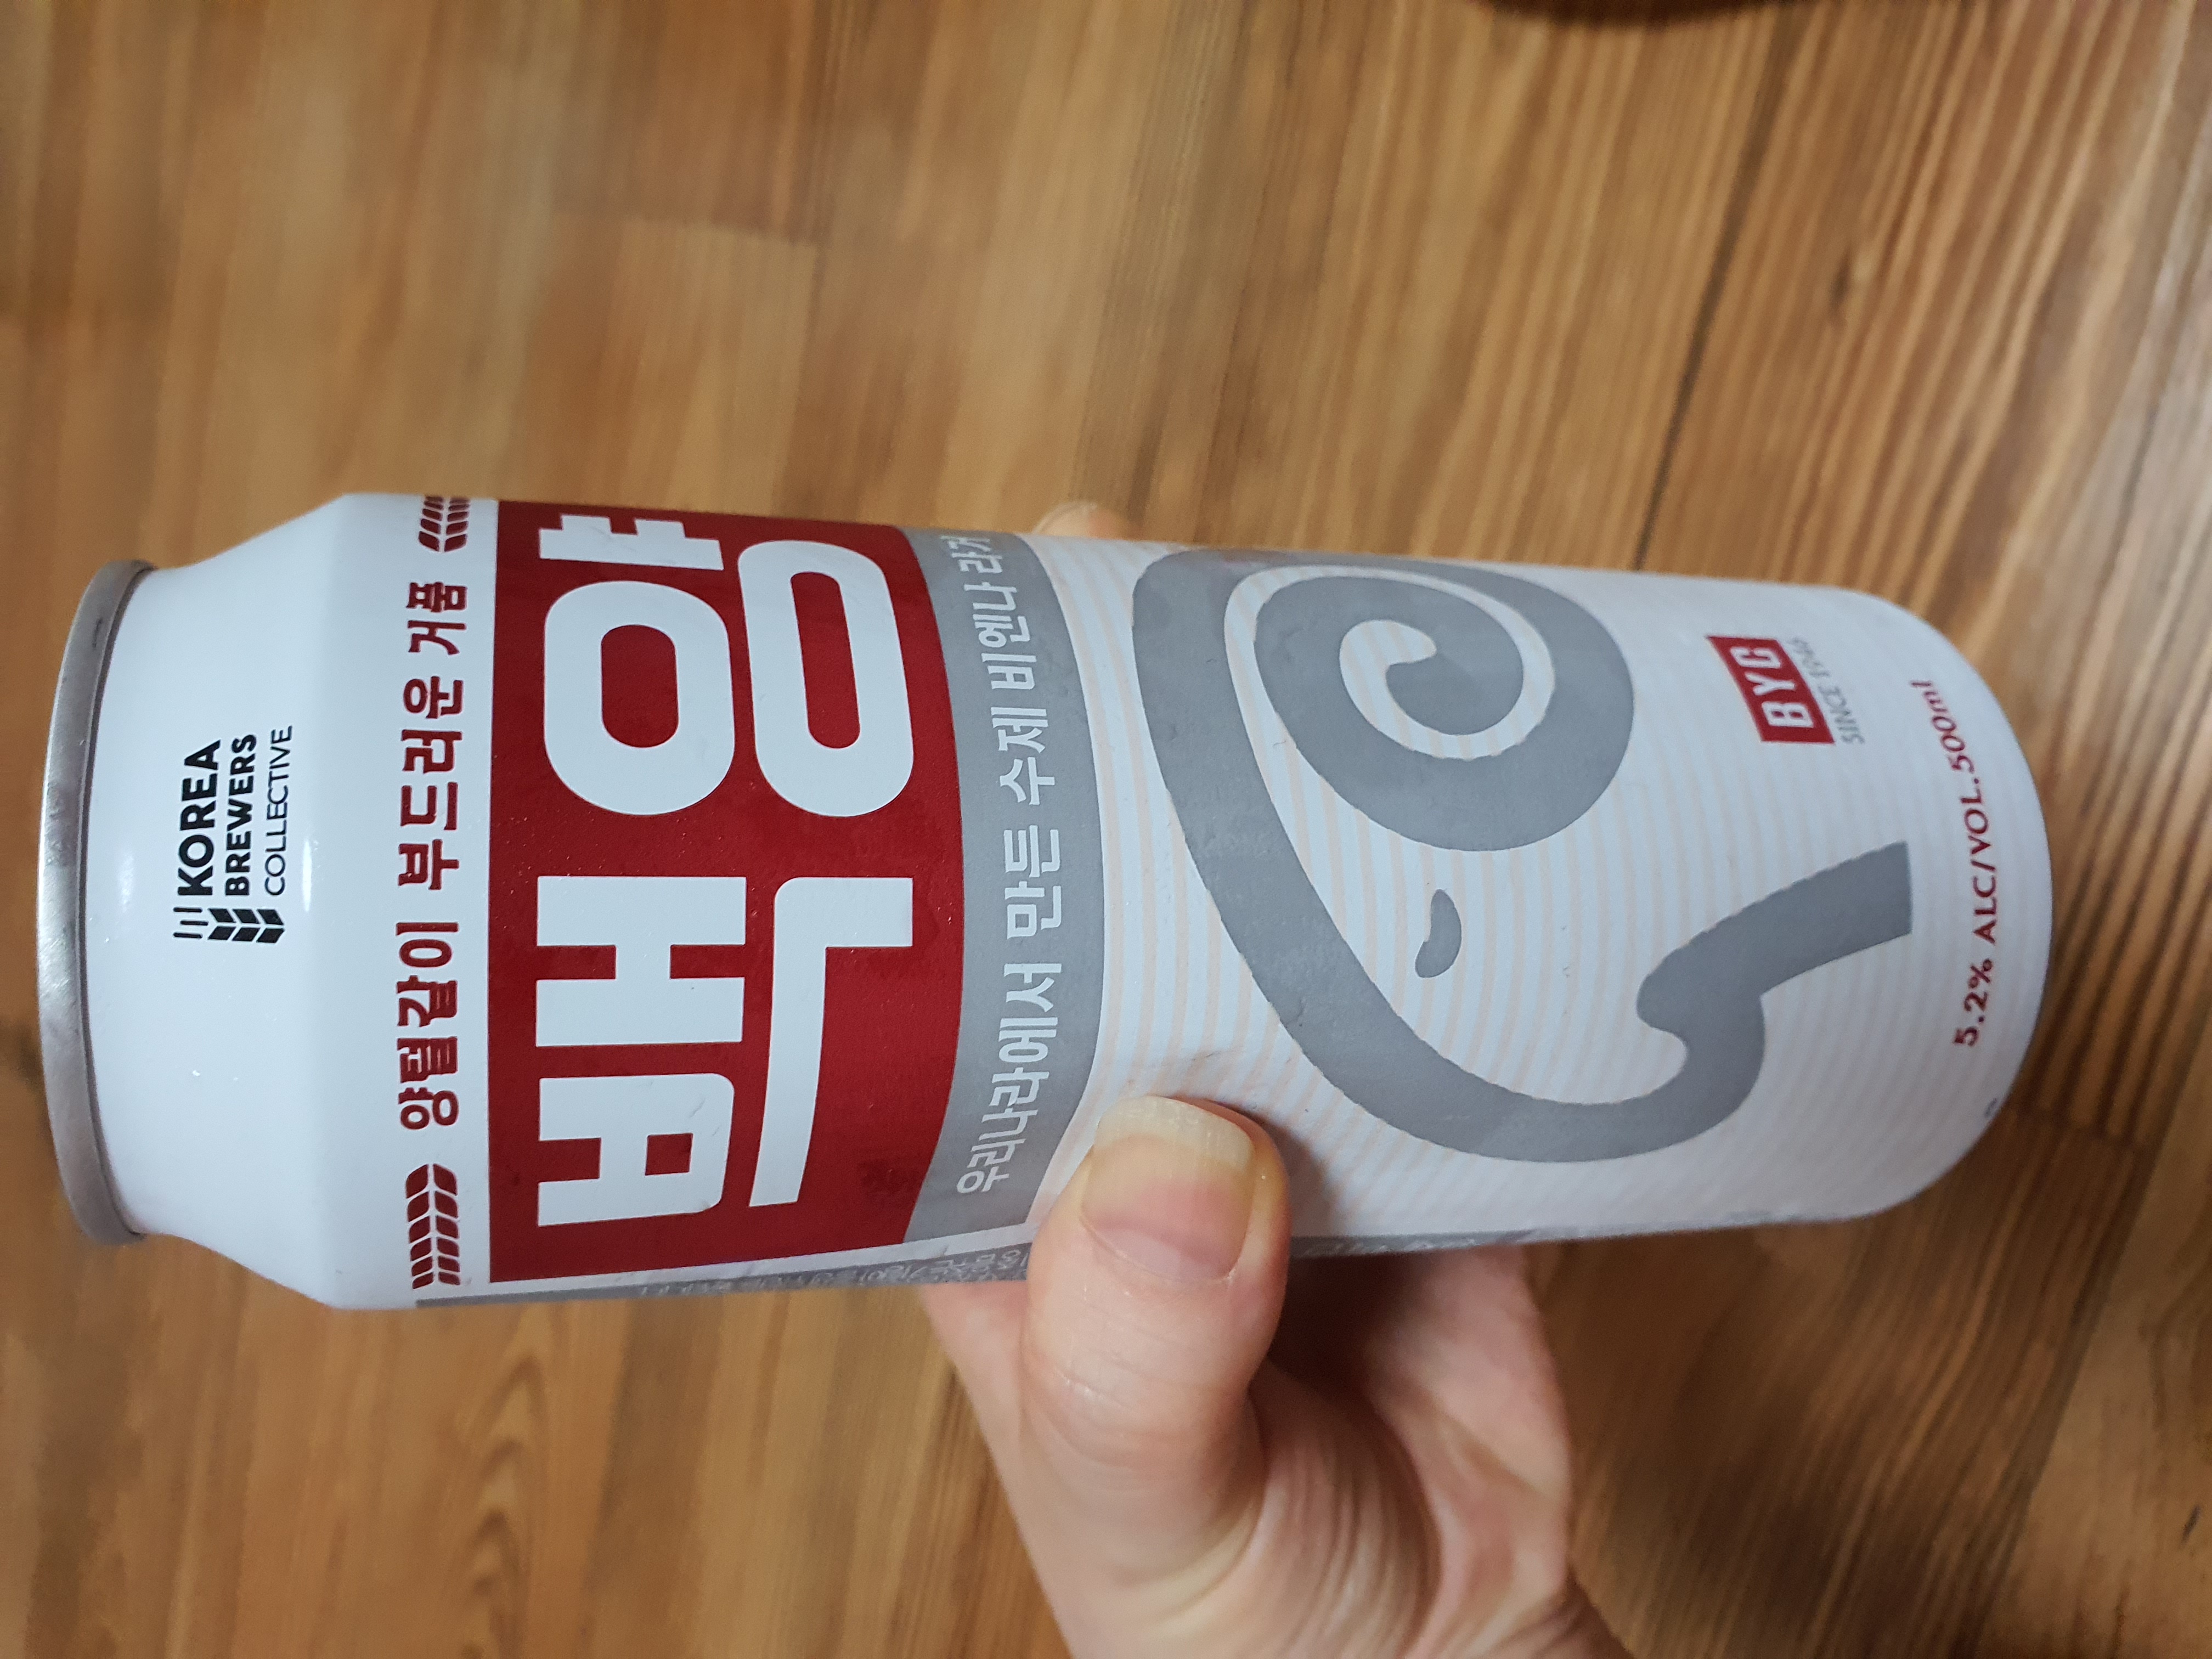 KOREA
BREWERS
COLLECTIVE
양털같이 부드러운 거품
백양
우리나라에서 만든 수제 비엔나 라거
BYC
SINCE 1946
5.2% ALC/VOL.500ml